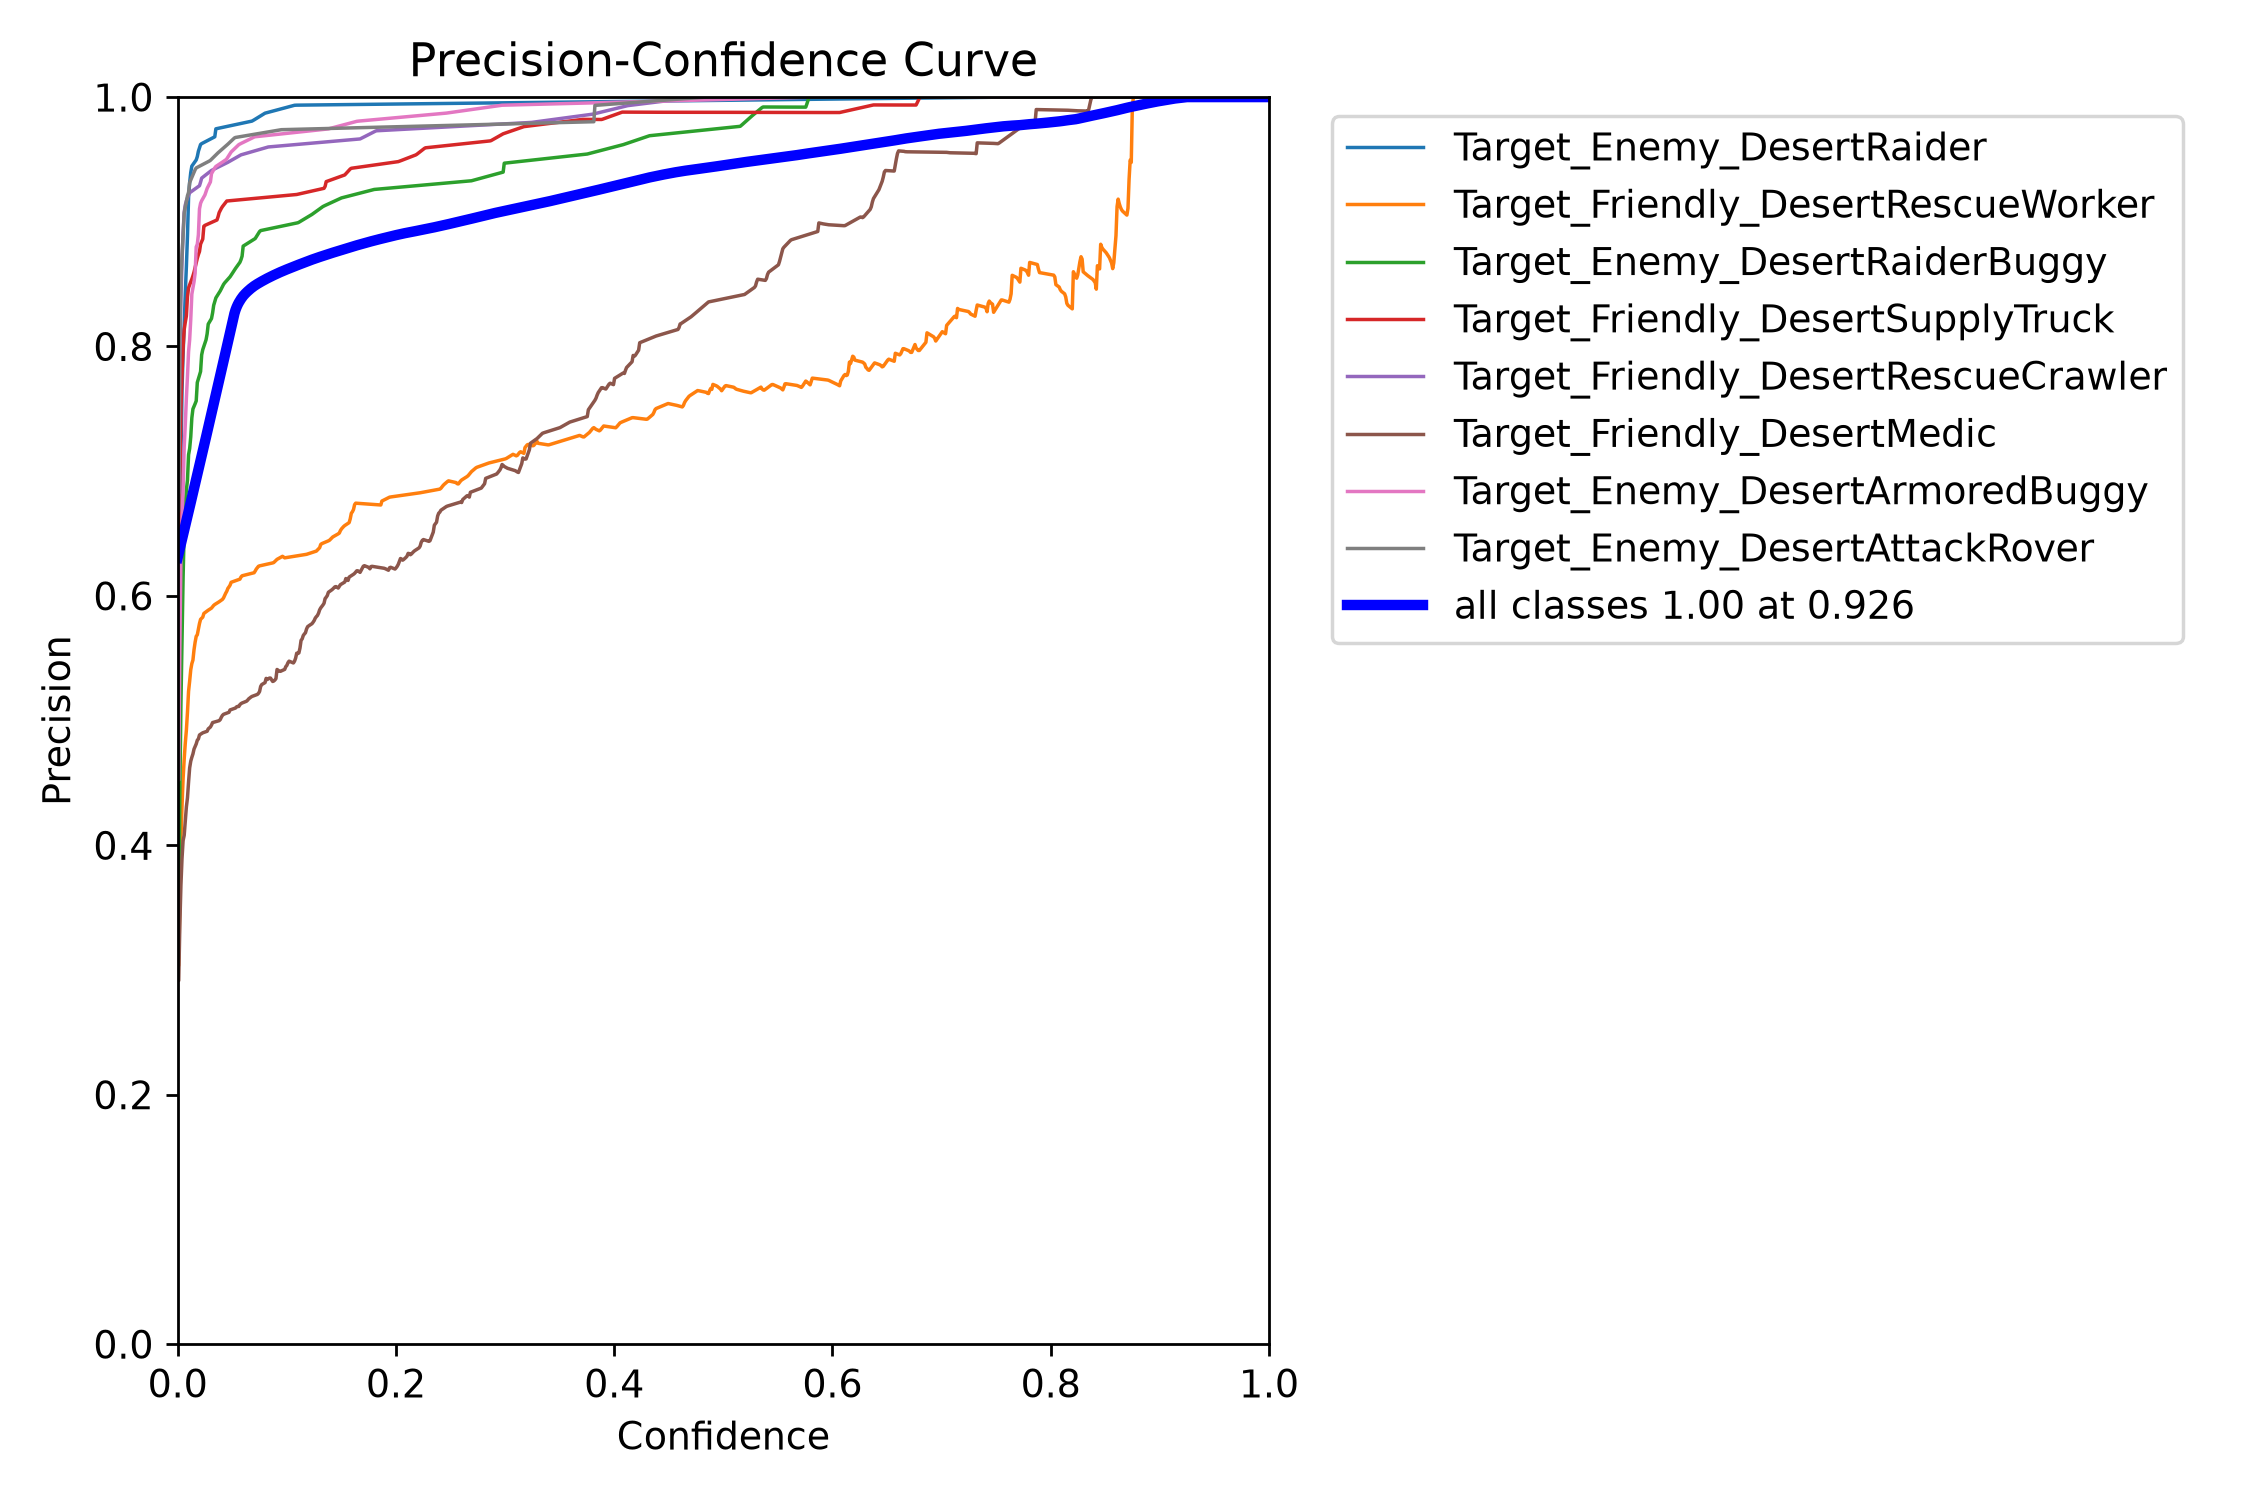 Precision-Confidence Curve
1.0
0.8
0.6
0.4
0.2
0.0
Precision
0.0 0.2 0.4 0.6 0.8 1.0
Confidence
Target_Enemy_DesertRaider
Target_Friendly_DesertRescueWorker
Target_Enemy_DesertRaiderBuggy
Target_Friendly_DesertSupplyTruck
Target_Friendly_DesertRescueCrawler
Target_Friendly_DesertMedic
Target_Enemy_DesertArmoredBuggy
Target_Enemy_DesertAttackRover
all classes 1.00 at 0.926